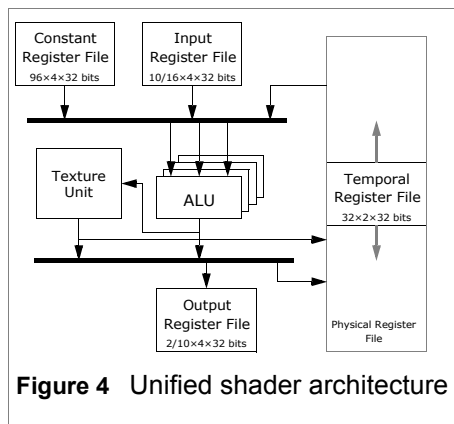 Constant
Register File
96×4×32 bits
Input
Register File
10/16×4×32 bits
Texture
Unit
ALU
Temporal
Register File
32×2×32 bits
Output
Register File
2/10×4×32 bits
Physical Register
File
Figure 4 Unified shader architecture